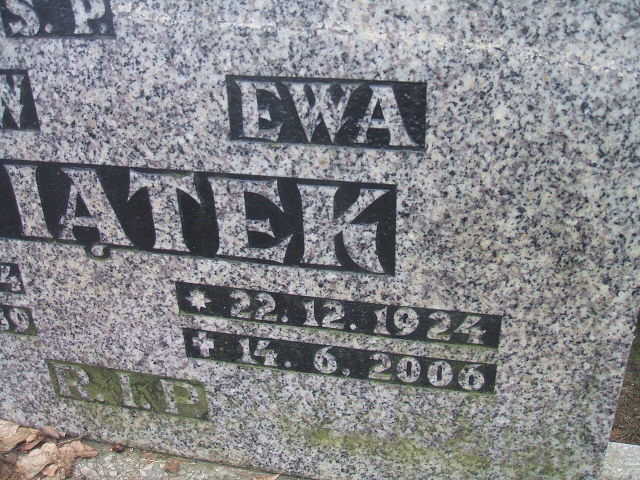 S.P.
EWA
IĄTEK
22.12.1924
14.6.2006
R.I.P